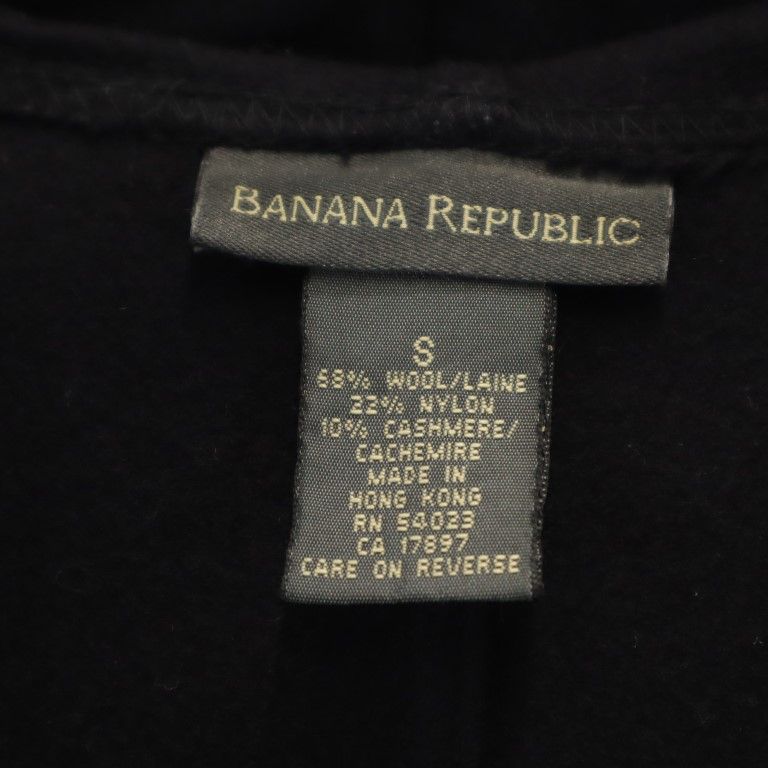 BANANA REPUBLIC
S
68% WOOL/LAINE
22% NYLON
10% CASHMERE/
CACHEMIRE
MADE IN
HONG KONG
RN 54023
CA 17897
CARE ON REVERSE